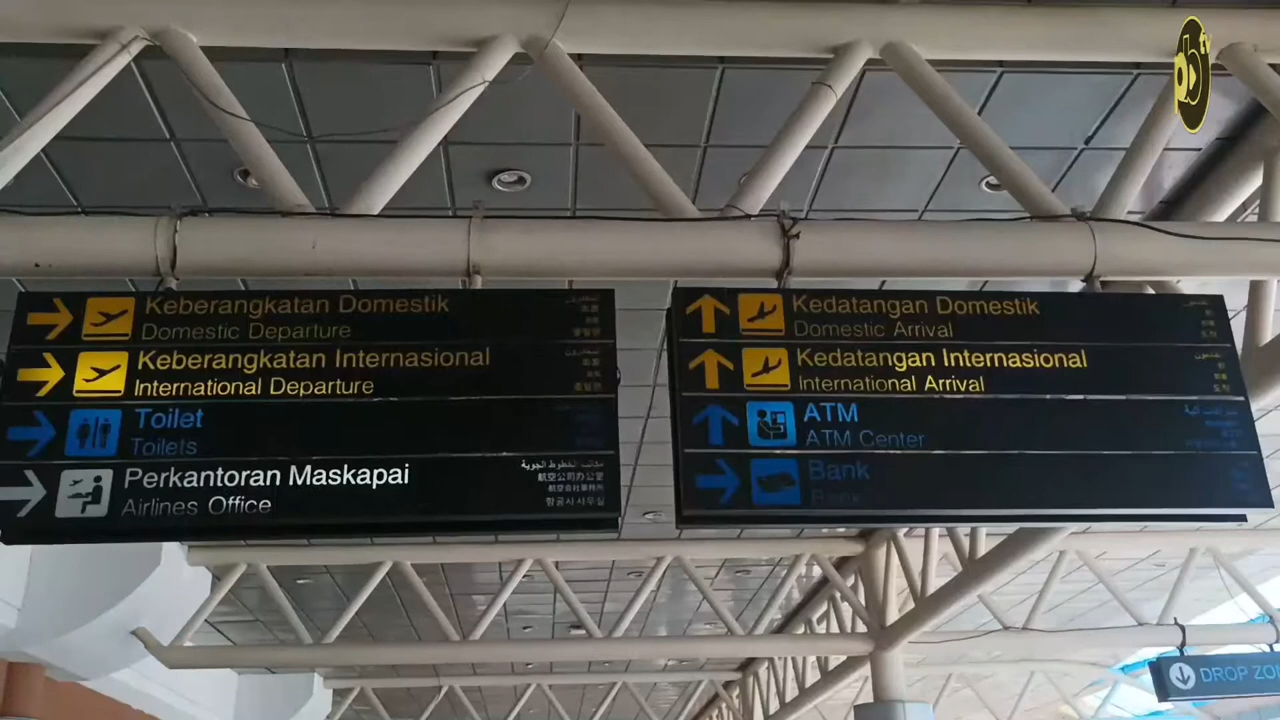 pbtv
Keberangkatan Domestik
Domestic Departure
Keberangkatan Internasional
International Departure
Toilet
Toilets
Perkantoran Maskapai
Airlines Office
مكاتب الخطوط الجوية
航空公司办公室
航空会社事務所
항공사 사무실
Kedatangan Domestik
Domestic Arrival
Kedatangan Internasional
International Arrival
ATM
ATM Center
Bank
DROP